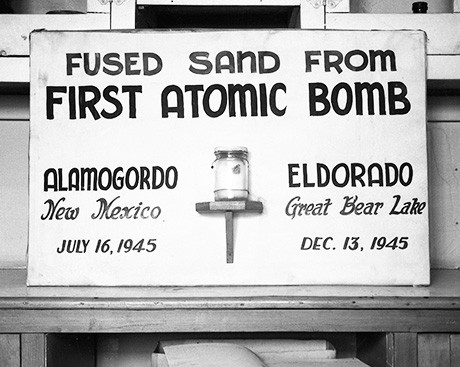 FUSED SAND FROM
FIRST ATOMIC BOMB
ALAMOGORDO
New Mexico
JULY 16, 1945
ELDORADO
Great Bear Lake
DEC. 13, 1945